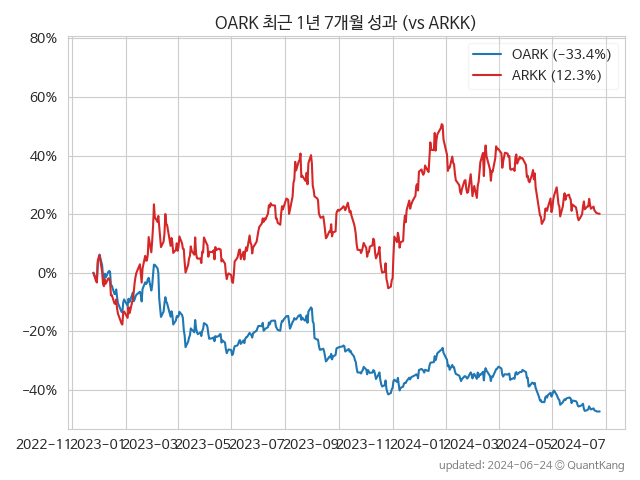 OARK 최근 1년 7개월 성과 (vs ARKK)
OARK (-33.4%)
ARKK (12.3%)
80%
60%
40%
20%
0%
−20%
−40%
2022-11 2023-01 2023-03 2023-05 2023-07 2023-09 2023-11 2024-01 2024-03 2024-05 2024-07
updated: 2024-06-24 © QuantKang